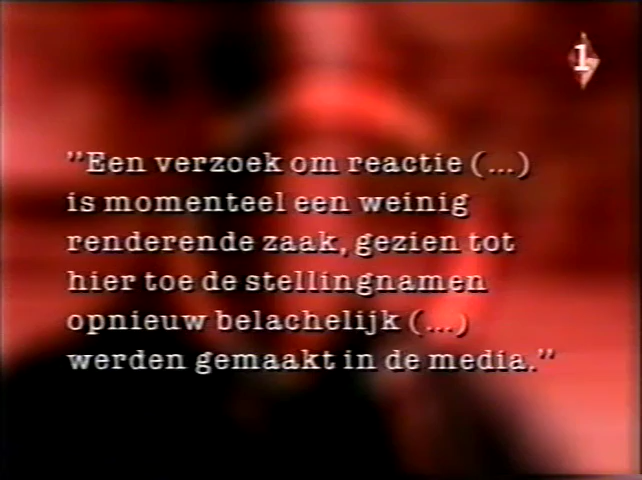 1
"Een verzoek om reactie (...)
is momenteel een weinig
renderende zaak, gezien tot
hier toe de stellingnamen
opnieuw belachelijk (...)
werden gemaakt in de media."